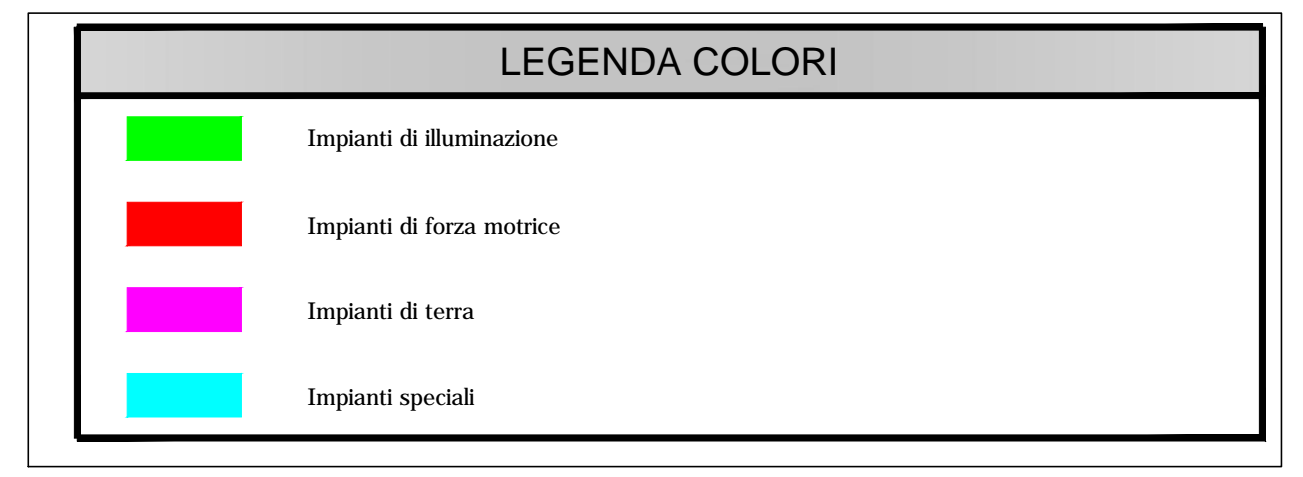 LEGENDA COLORI
Impianti di illuminazione
Impianti di forza motrice
Impianti di terra
Impianti speciali